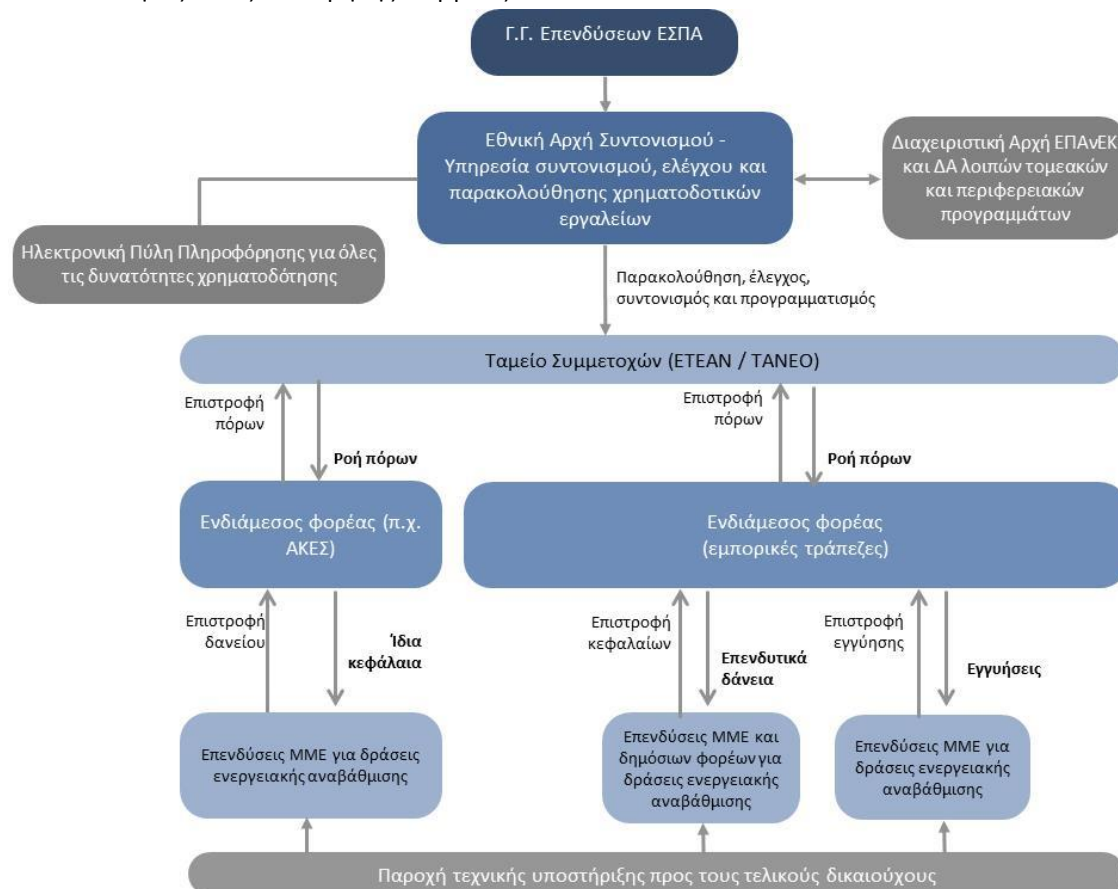 Γ.Γ. Επενδύσεων ΕΣΠΑ
Εθνική Αρχή Συντονισμού -
Υπηρεσία συντονισμού, ελέγχου και
παρακολούθησης χρηματοδοτικών
εργαλείων
Διαχειριστική Αρχή ΕΠΑνΕΚ
και ΔΑ λοιπών τομεακών
και περιφερειακών
προγραμμάτων
Ηλεκτρονική Πύλη Πληροφόρησης για όλες
τις δυνατότητες χρηματοδότησης
Παρακολούθηση, έλεγχος,
συντονισμός και προγραμματισμός
Ταμείο Συμμετοχών (ΕΤΕΑΝ / ΤΑΝΕΟ)
Επιστροφή
πόρων
Ροή πόρων
Επιστροφή
πόρων
Ροή πόρων
Ενδιάμεσος φορέας (π.χ.
ΑΚΕΣ)
Ενδιάμεσος φορέας
(εμπορικές τράπεζες)
Επιστροφή
δανείου
Ίδια
κεφάλαια
Επιστροφή
κεφαλαίων
Επενδυτικά
δάνεια
Επιστροφή
εγγύησης
Εγγυήσεις
Επενδύσεις ΜΜΕ για δράσεις
ενεργειακής αναβάθμισης
Επενδύσεις ΜΜΕ και
δημόσιων φορέων για
δράσεις ενεργειακής
αναβάθμισης
Επενδύσεις ΜΜΕ για
δράσεις ενεργειακής
αναβάθμισης
Παροχή τεχνικής υποστήριξης προς τους τελικούς δικαιούχους